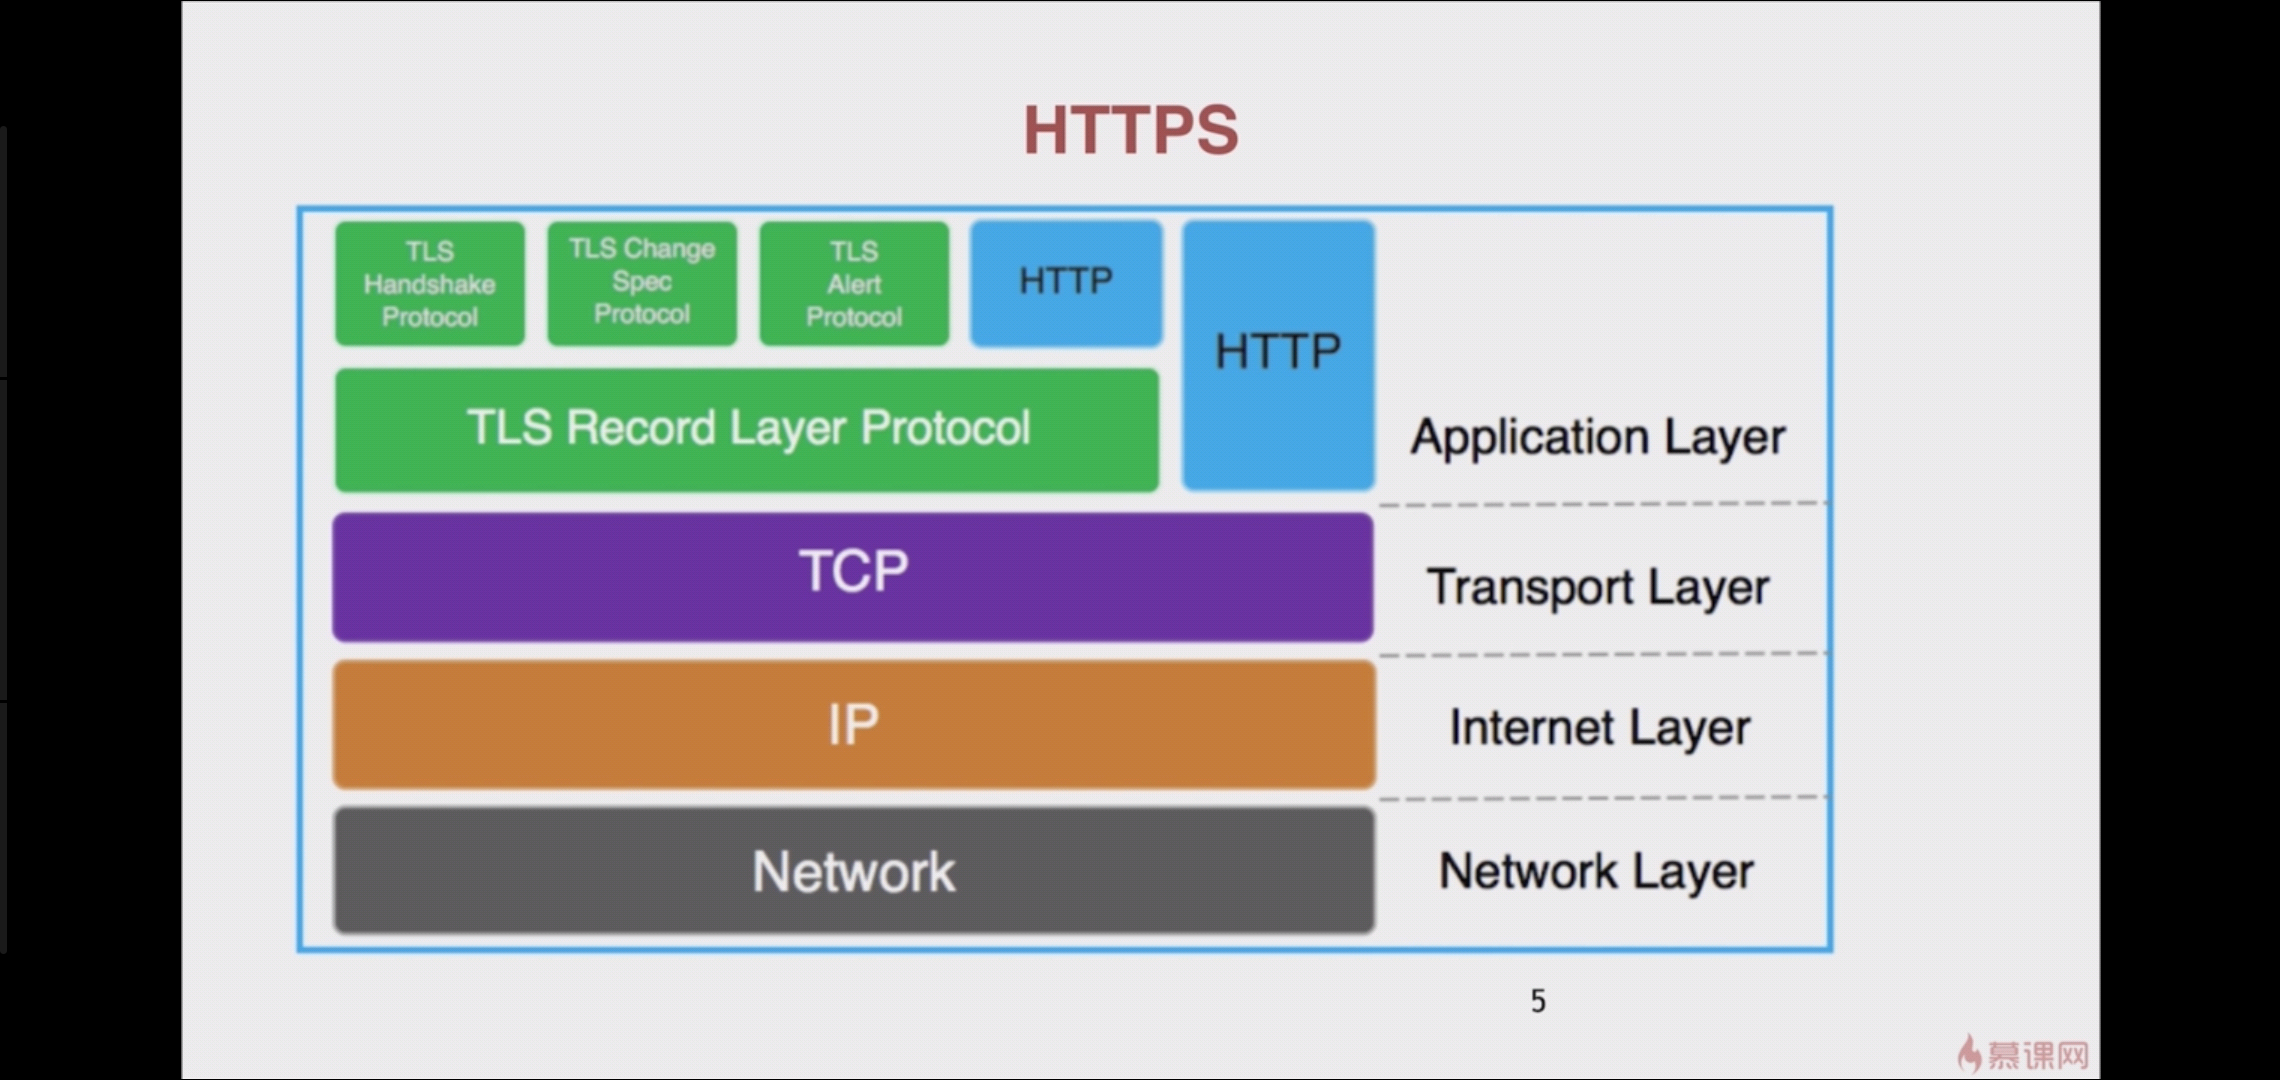 HTTPS
TLS
Handshake
Protocol
TLS Change
Spec
Protocol
TLS
Alert
Protocol
HTTP
HTTP
TLS Record Layer Protocol
Application Layer
TCP
Transport Layer
IP
Internet Layer
Network
Network Layer
5
慕课网